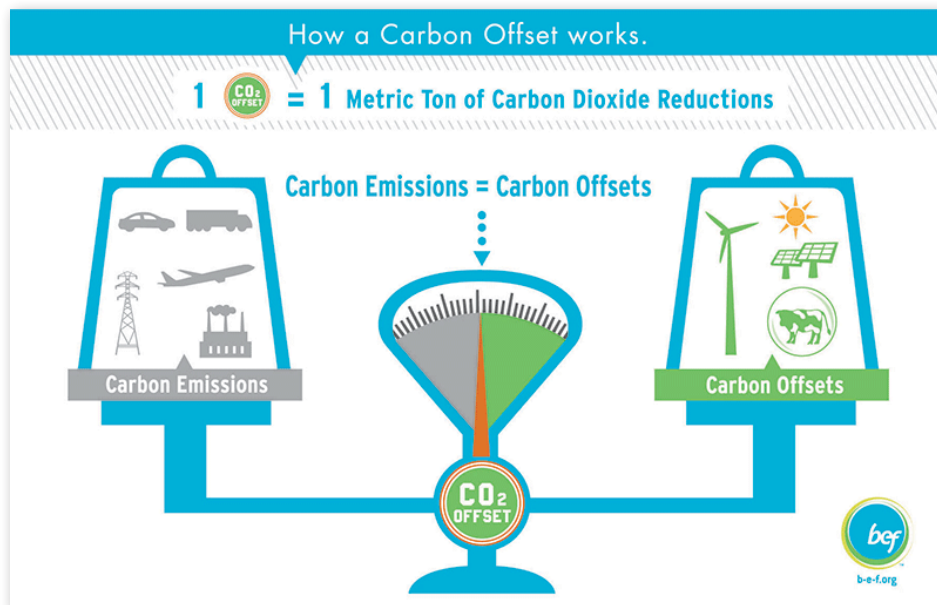 How a Carbon Offset works.
1 CO2 OFFSET = 1 Metric Ton of Carbon Dioxide Reductions
Carbon Emissions = Carbon Offsets
Carbon Emissions
Carbon Offsets
CO2
OFFSET
bef
b-e-f.org